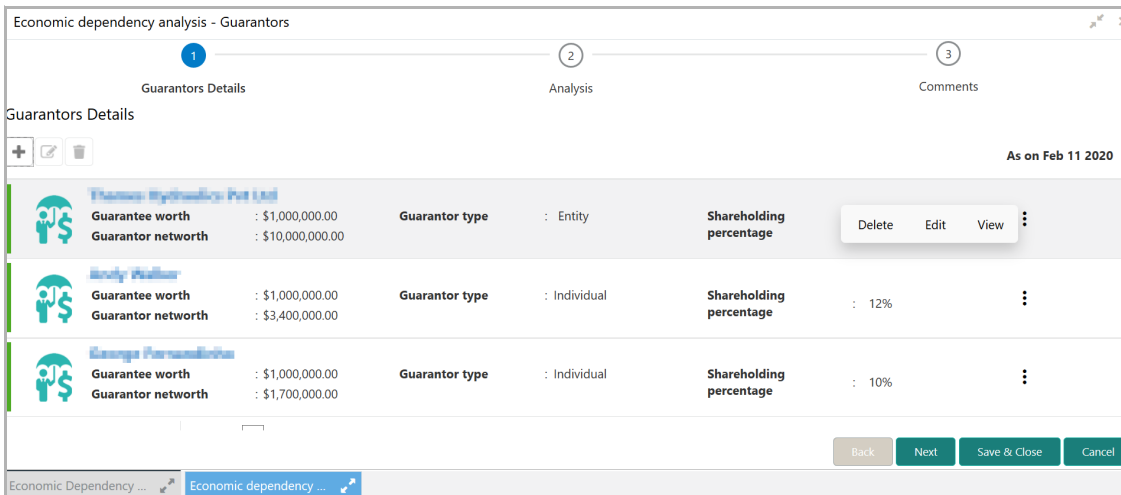 Economic dependency analysis - Guarantors
1
2
3
Guarantors Details
Analysis
Comments
Guarantors Details
As on Feb 11 2020
Guarantee worth : $1,000,000.00 Guarantor type : Entity Shareholding percentage
Guarantor networth : $10,000,000.00
Delete Edit View
Guarantee worth : $1,000,000.00 Guarantor type : Individual Shareholding percentage : 12%
Guarantor networth : $3,400,000.00
Guarantee worth : $1,000,000.00 Guarantor type : Individual Shareholding percentage : 10%
Guarantor networth : $1,700,000.00
Back Next Save & Close Cancel
Economic Dependency ... Economic dependency ...